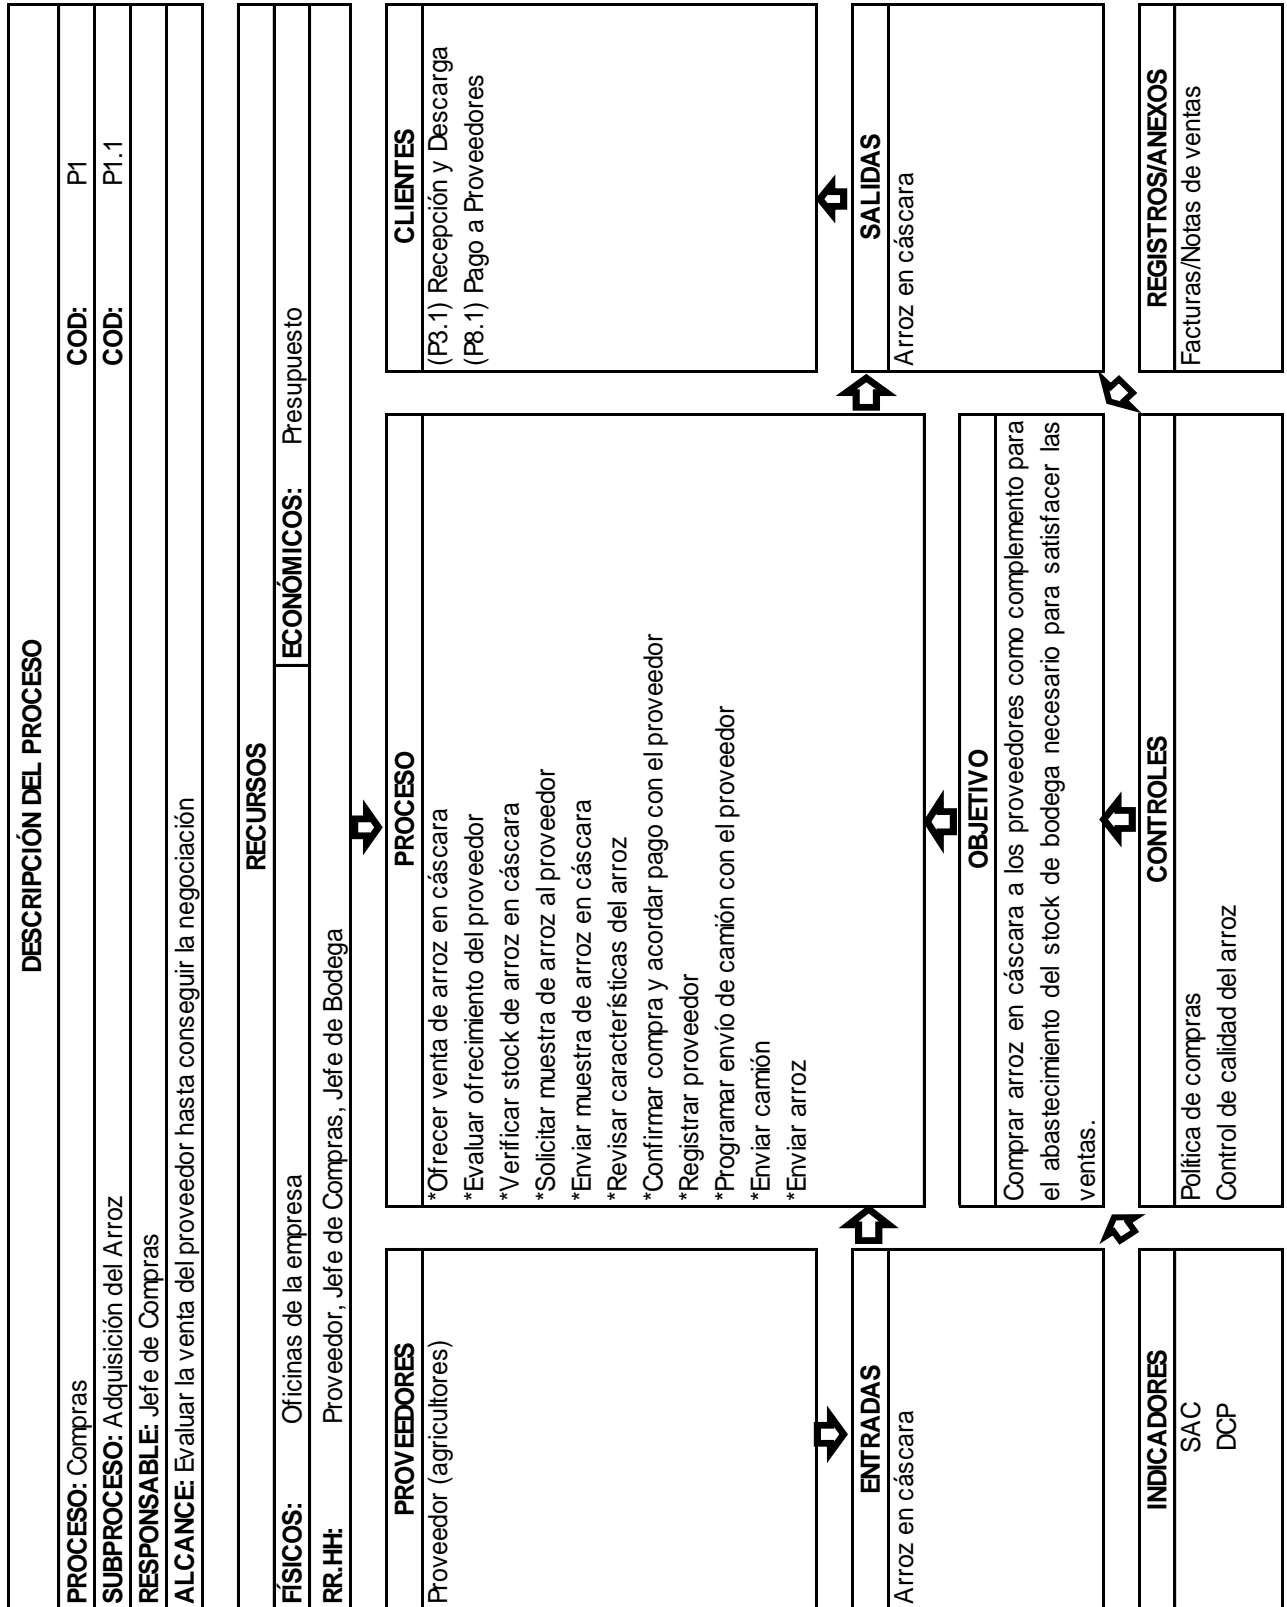 DESCRIPCIÓN DEL PROCESO
PROCESO: Compras COD: P1
SUBPROCESO: Adquisición del Arroz COD: P1.1
RESPONSABLE: Jefe de Compras
ALCANCE: Evaluar la venta del proveedor hasta conseguir la negociación
RECURSOS
FÍSICOS: Oficinas de la empresa ECONÓMICOS: Presupuesto
RR.HH: Proveedor, Jefe de Compras, Jefe de Bodega
PROVEEDORES
Proveedor (agricultores)
PROCESO
*Ofrecer venta de arroz en cáscara
*Evaluar ofrecimiento del proveedor
*Verificar stock de arroz en cáscara
*Solicitar muestra de arroz al proveedor
*Enviar muestra de arroz en cáscara
*Revisar características del arroz
*Confirmar compra y acordar pago con el proveedor
*Registrar proveedor
*Programar envío de camión con el proveedor
*Enviar camión
*Enviar arroz
CLIENTES
(P3.1) Recepción y Descarga
(P8.1) Pago a Proveedores
ENTRADAS
Arroz en cáscara
OBJETIVO
Comprar arroz en cáscara a los proveedores como complemento para
el abastecimiento del stock de bodega necesario para satisfacer las
ventas.
SALIDAS
Arroz en cáscara
INDICADORES
SAC
DCP
CONTROLES
Política de compras
Control de calidad del arroz
REGISTROS/ANEXOS
Facturas/Notas de ventas